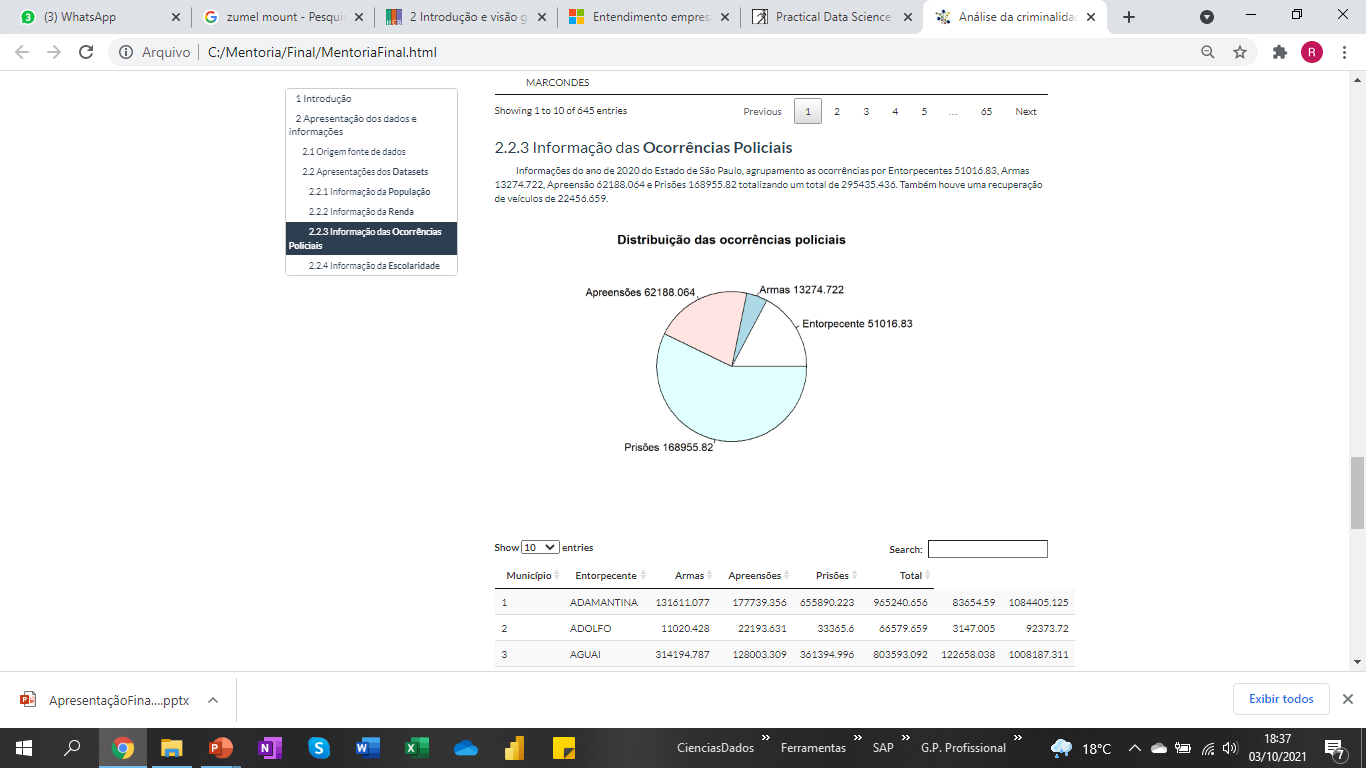 (3) WhatsApp
zumel mount - Pesqui
2 Introdução e visão g
Entendimento empres
Practical Data Science
Análise da criminalida
Arquivo
C:/Mentoria/Final/MentoriaFinal.html
R
1 Introdução
2 Apresentação dos dados e
informações
2.1 Origem fonte de dados
2.2 Apresentações dos Datasets
2.2.1 Informação da População
2.2.2 Informação da Renda
2.2.3 Informação das Ocorrências
Policiais
2.2.4 Informação da Escolaridade
MARCONDES
Showing 1 to 10 of 645 entries
Previous 1 2 3 4 5 ... 65 Next
2.2.3 Informação das Ocorrências Policiais
Informações do ano de 2020 do Estado de São Paulo, agrupamento as ocorrências por Entorpecentes 51016.83, Armas
13274.722, Apreensão 62188.064 e Prisões 168955.82 totalizando um total de 295435.436. Também houve uma recuperação
de veículos de 22456.659.
Distribuição das ocorrências policiais
Apreensões 62188.064
Armas 13274.722
Entorpecente 51016.83
Prisões 168955.82
Show 10 entries
Search:
Município Entorpecente Armas Apreensões Prisões Total
1 ADAMANTINA 131611.077 177739.356 655890.223 965240.656 83654.59 1084405.125
2 ADOLFO 11020.428 22193.631 33365.6 66579.659 3147.005 92373.72
3 AGUAI 314194.787 128003.309 361394.996 803593.092 122658.038 1008187.311
ApresentaçãoFina....pptx
Exibir todos
CienciasDados
Ferramentas
SAP
G.P. Profissional
18°C
18:37
03/10/2021
7